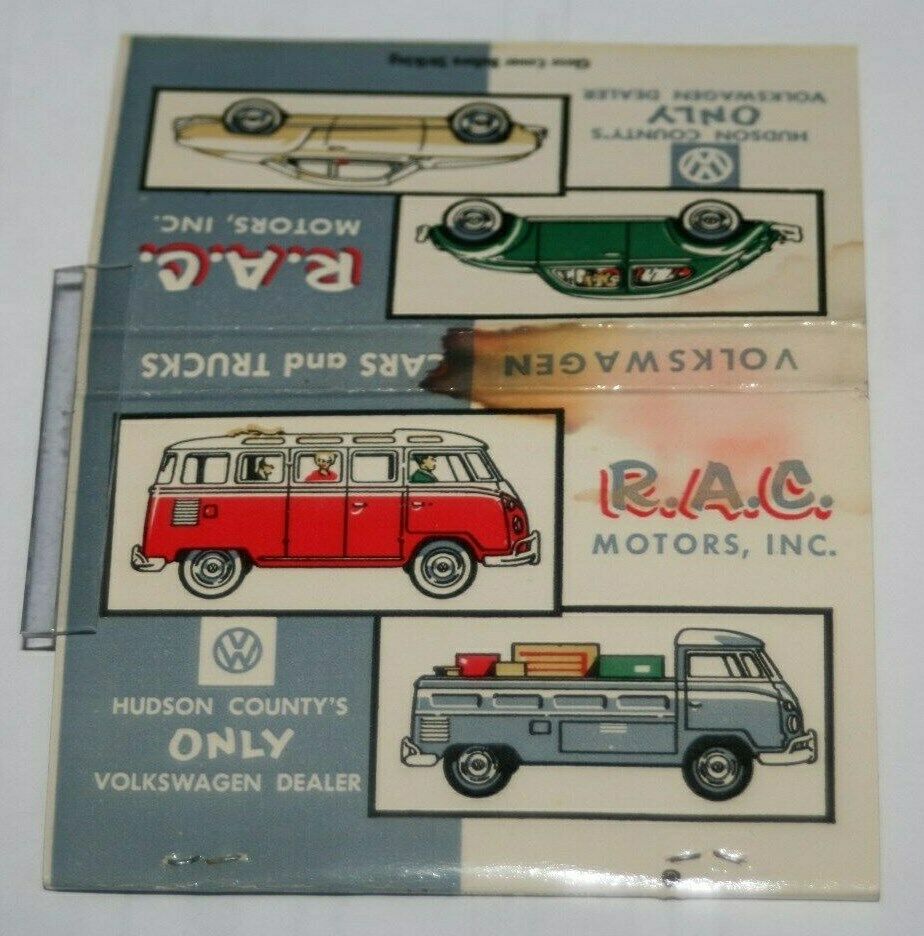 Close Cover Before Striking
HUDSON COUNTY'S
ONLY
VOLKSWAGEN DEALER
R.A.C.
MOTORS, INC.
VOLKSWAGEN CARS and TRUCKS
R.A.C.
MOTORS, INC.
HUDSON COUNTY'S
ONLY
VOLKSWAGEN DEALER